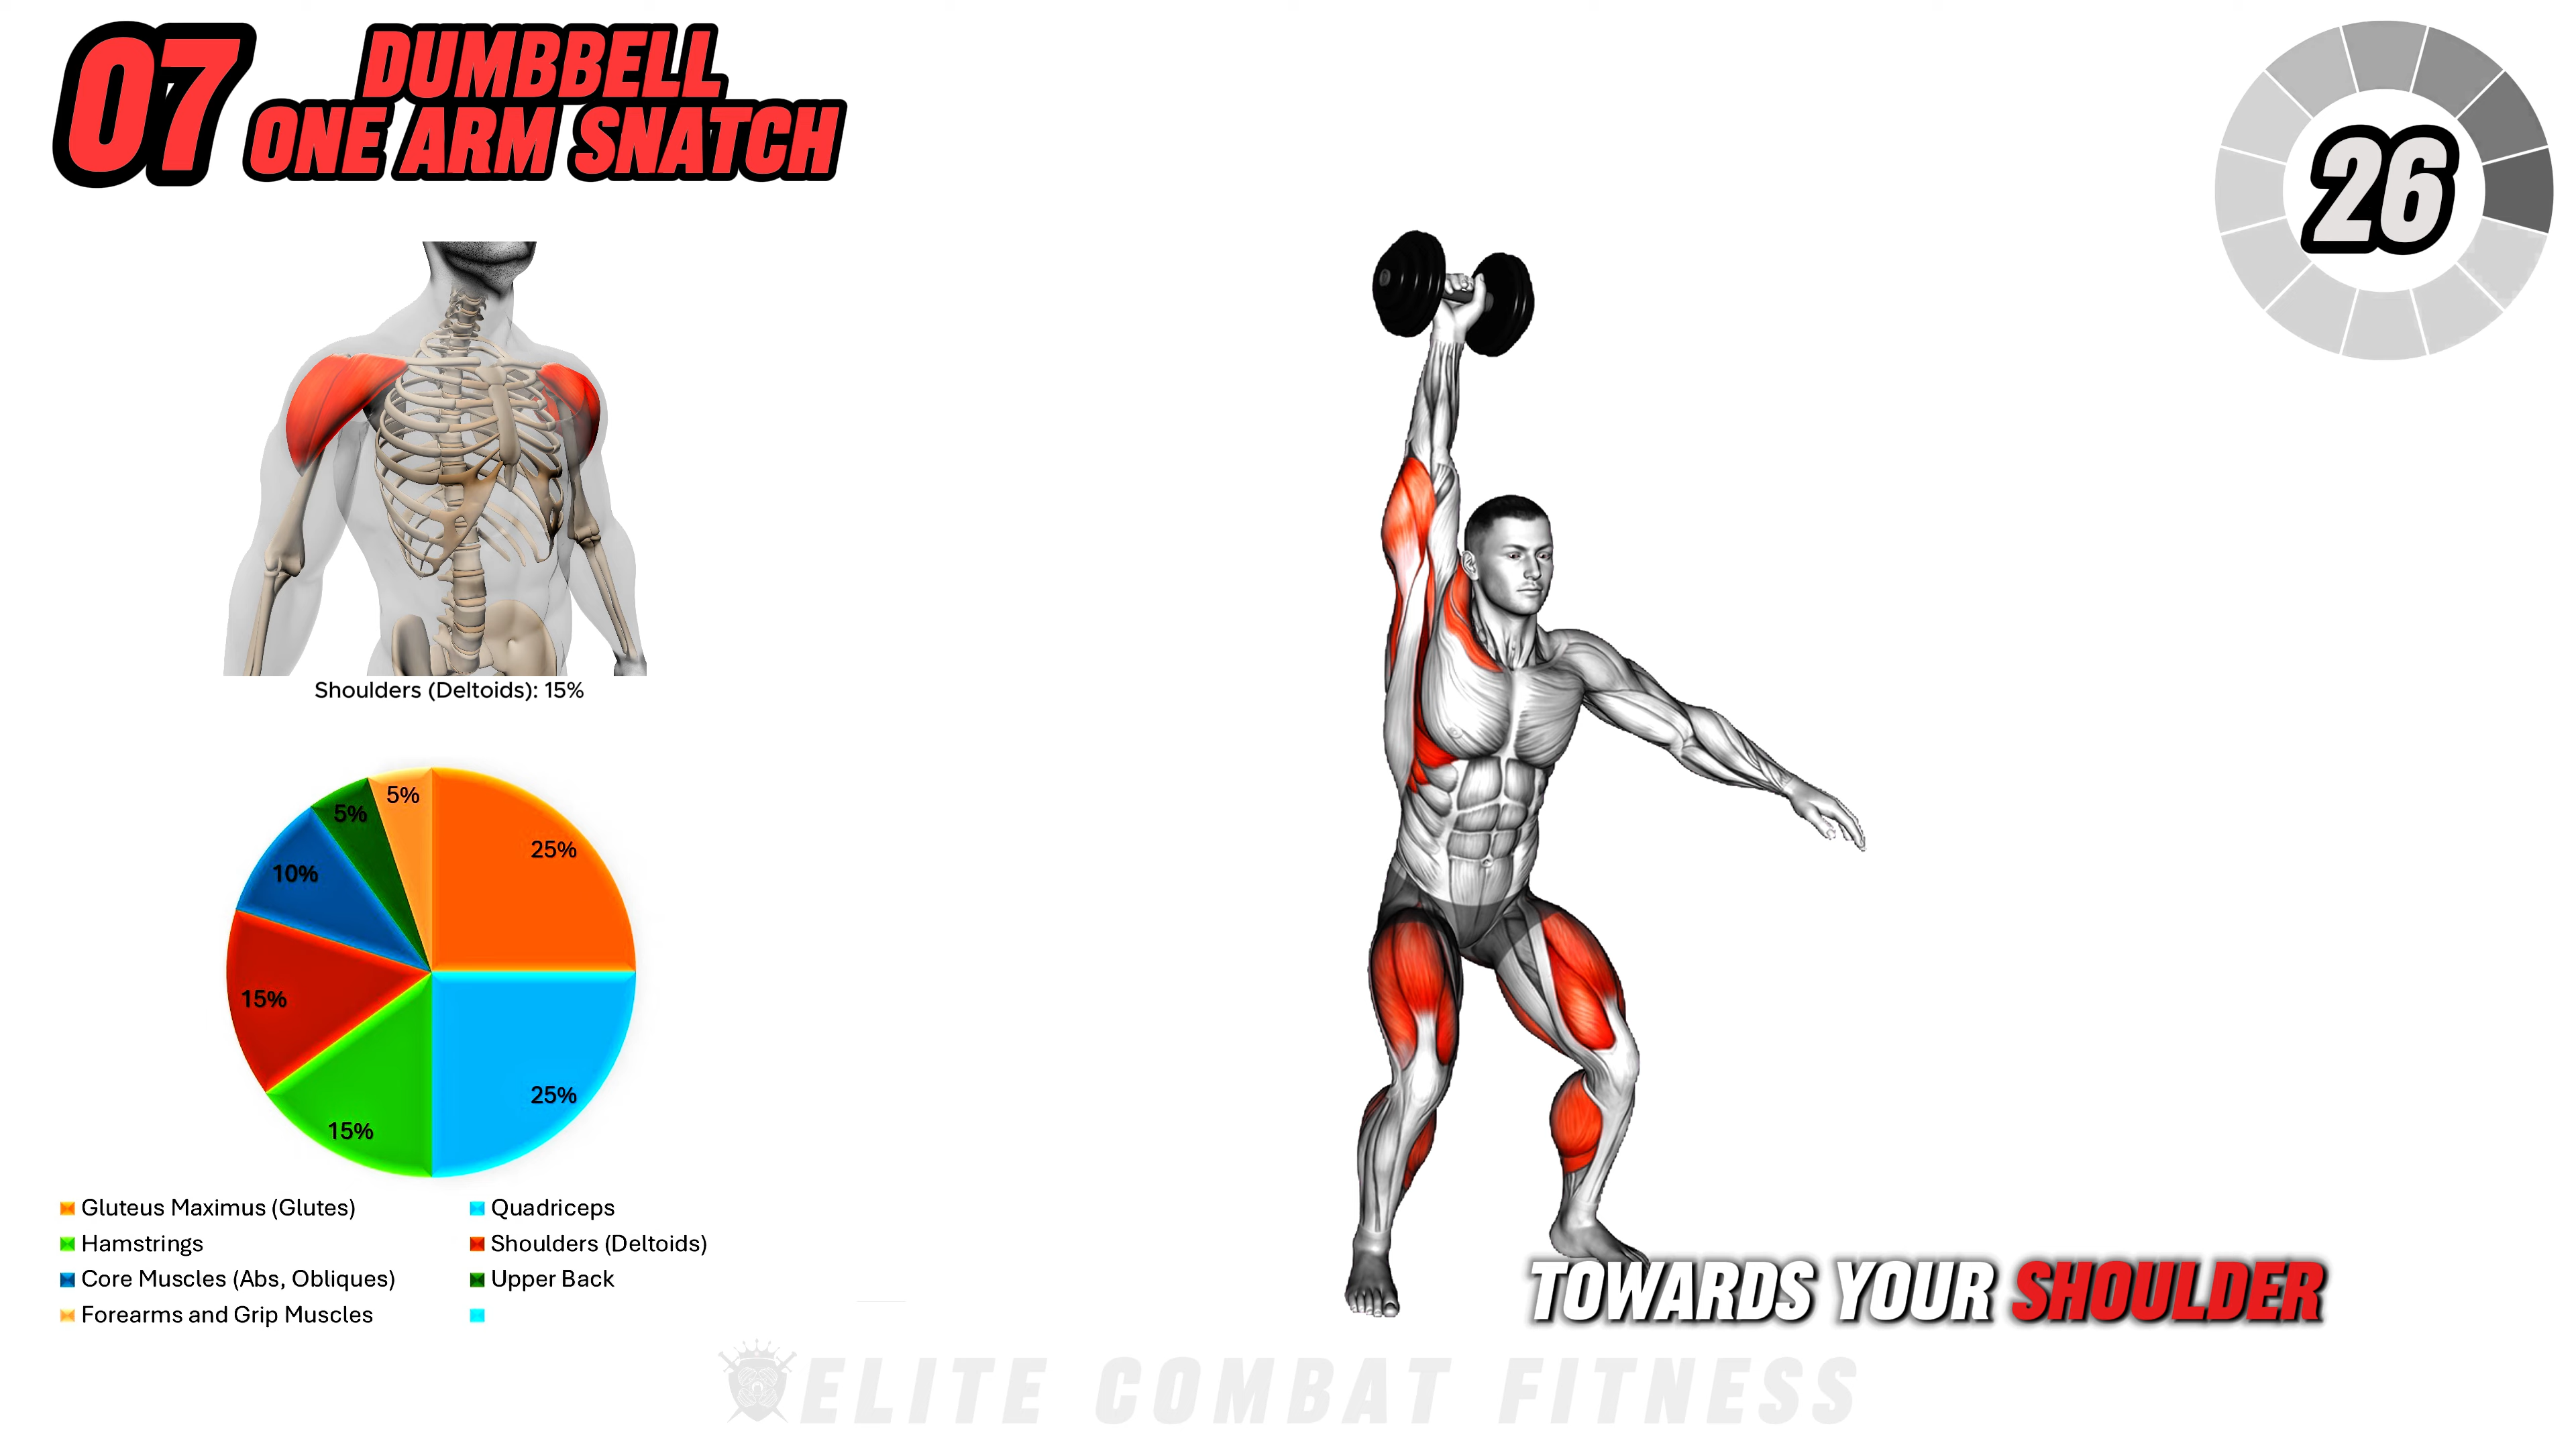 07
DUMBBELL
ONE ARM SNATCH
26
Shoulders (Deltoids): 15%
5%
5%
25%
10%
15%
15%
25%
Gluteus Maximus (Glutes)
Quadriceps
Hamstrings
Shoulders (Deltoids)
Core Muscles (Abs, Obliques)
Upper Back
Forearms and Grip Muscles
TOWARDS YOUR SHOULDER
ELITE COMBAT FITNESS